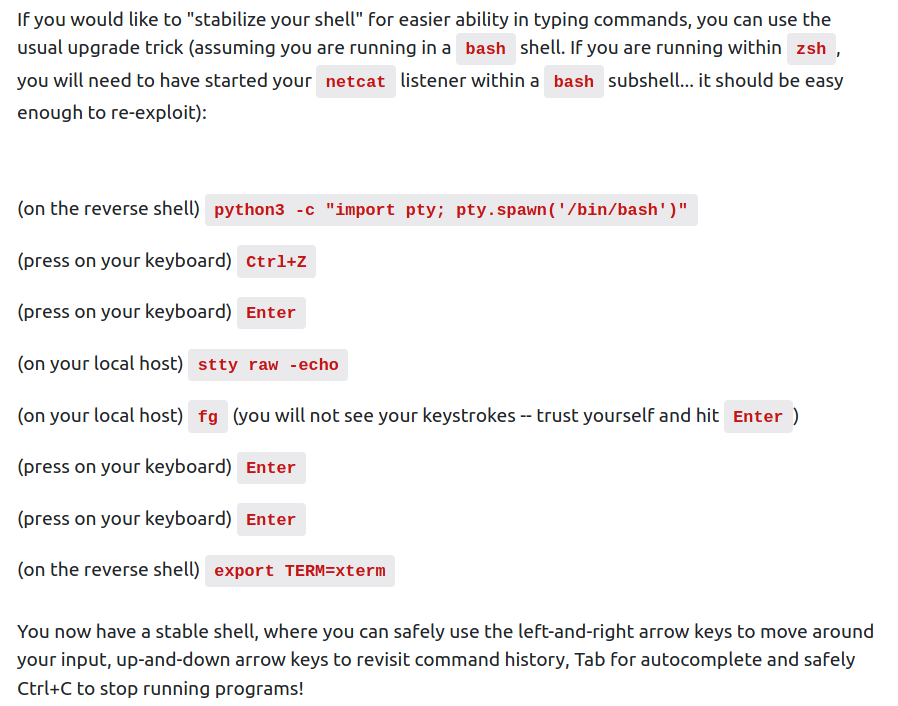 If you would like to "stabilize your shell" for easier ability in typing commands, you can use the
usual upgrade trick (assuming you are running in a bash shell. If you are running within zsh ,
you will need to have started your netcat listener within a bash subshell... it should be easy
enough to re-exploit):
(on the reverse shell) python3 -c "import pty; pty.spawn('/bin/bash')"
(press on your keyboard) Ctrl+Z
(press on your keyboard) Enter
(on your local host) stty raw -echo
(on your local host) fg (you will not see your keystrokes -- trust yourself and hit Enter )
(press on your keyboard) Enter
(press on your keyboard) Enter
(on the reverse shell) export TERM=xterm
You now have a stable shell, where you can safely use the left-and-right arrow keys to move around
your input, up-and-down arrow keys to revisit command history, Tab for autocomplete and safely
Ctrl+C to stop running programs!